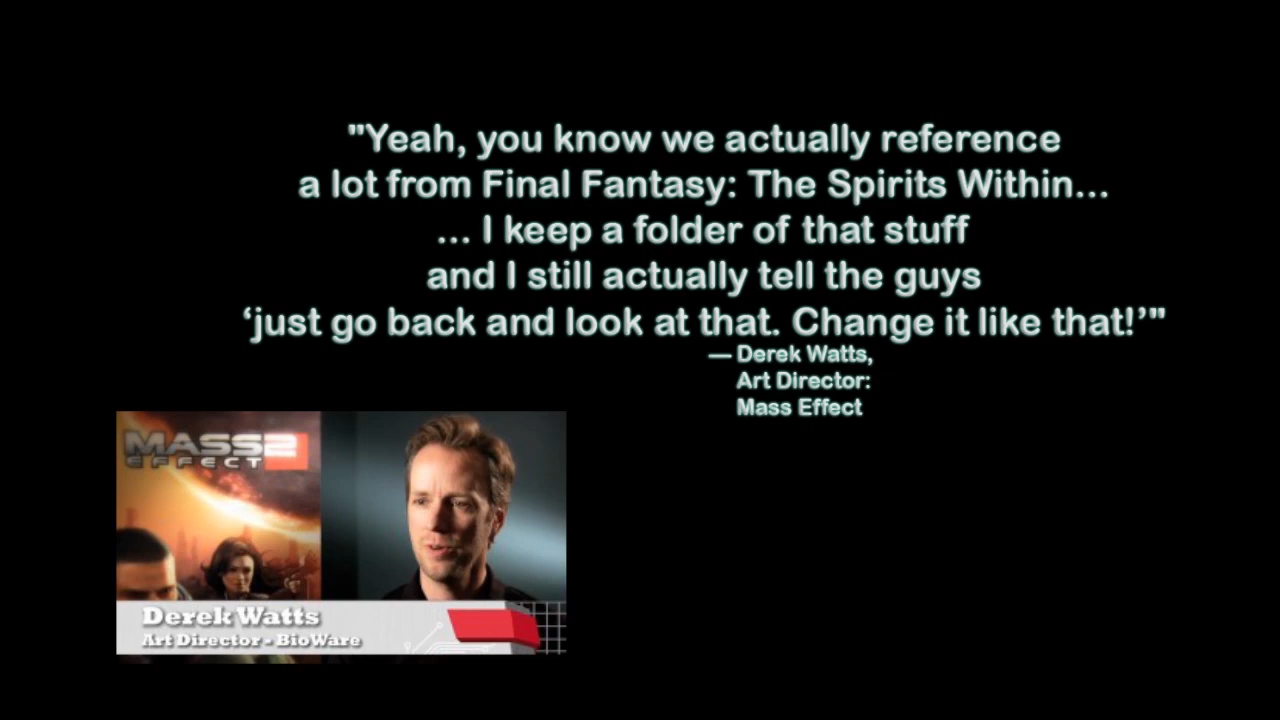 "Yeah, you know we actually reference
a lot from Final Fantasy: The Spirits Within...
... I keep a folder of that stuff
and I still actually tell the guys
‘just go back and look at that. Change it like that!’"
— Derek Watts,
Art Director:
Mass Effect
MASS 2
EFFECT
Derek Watts
Art Director - BioWare